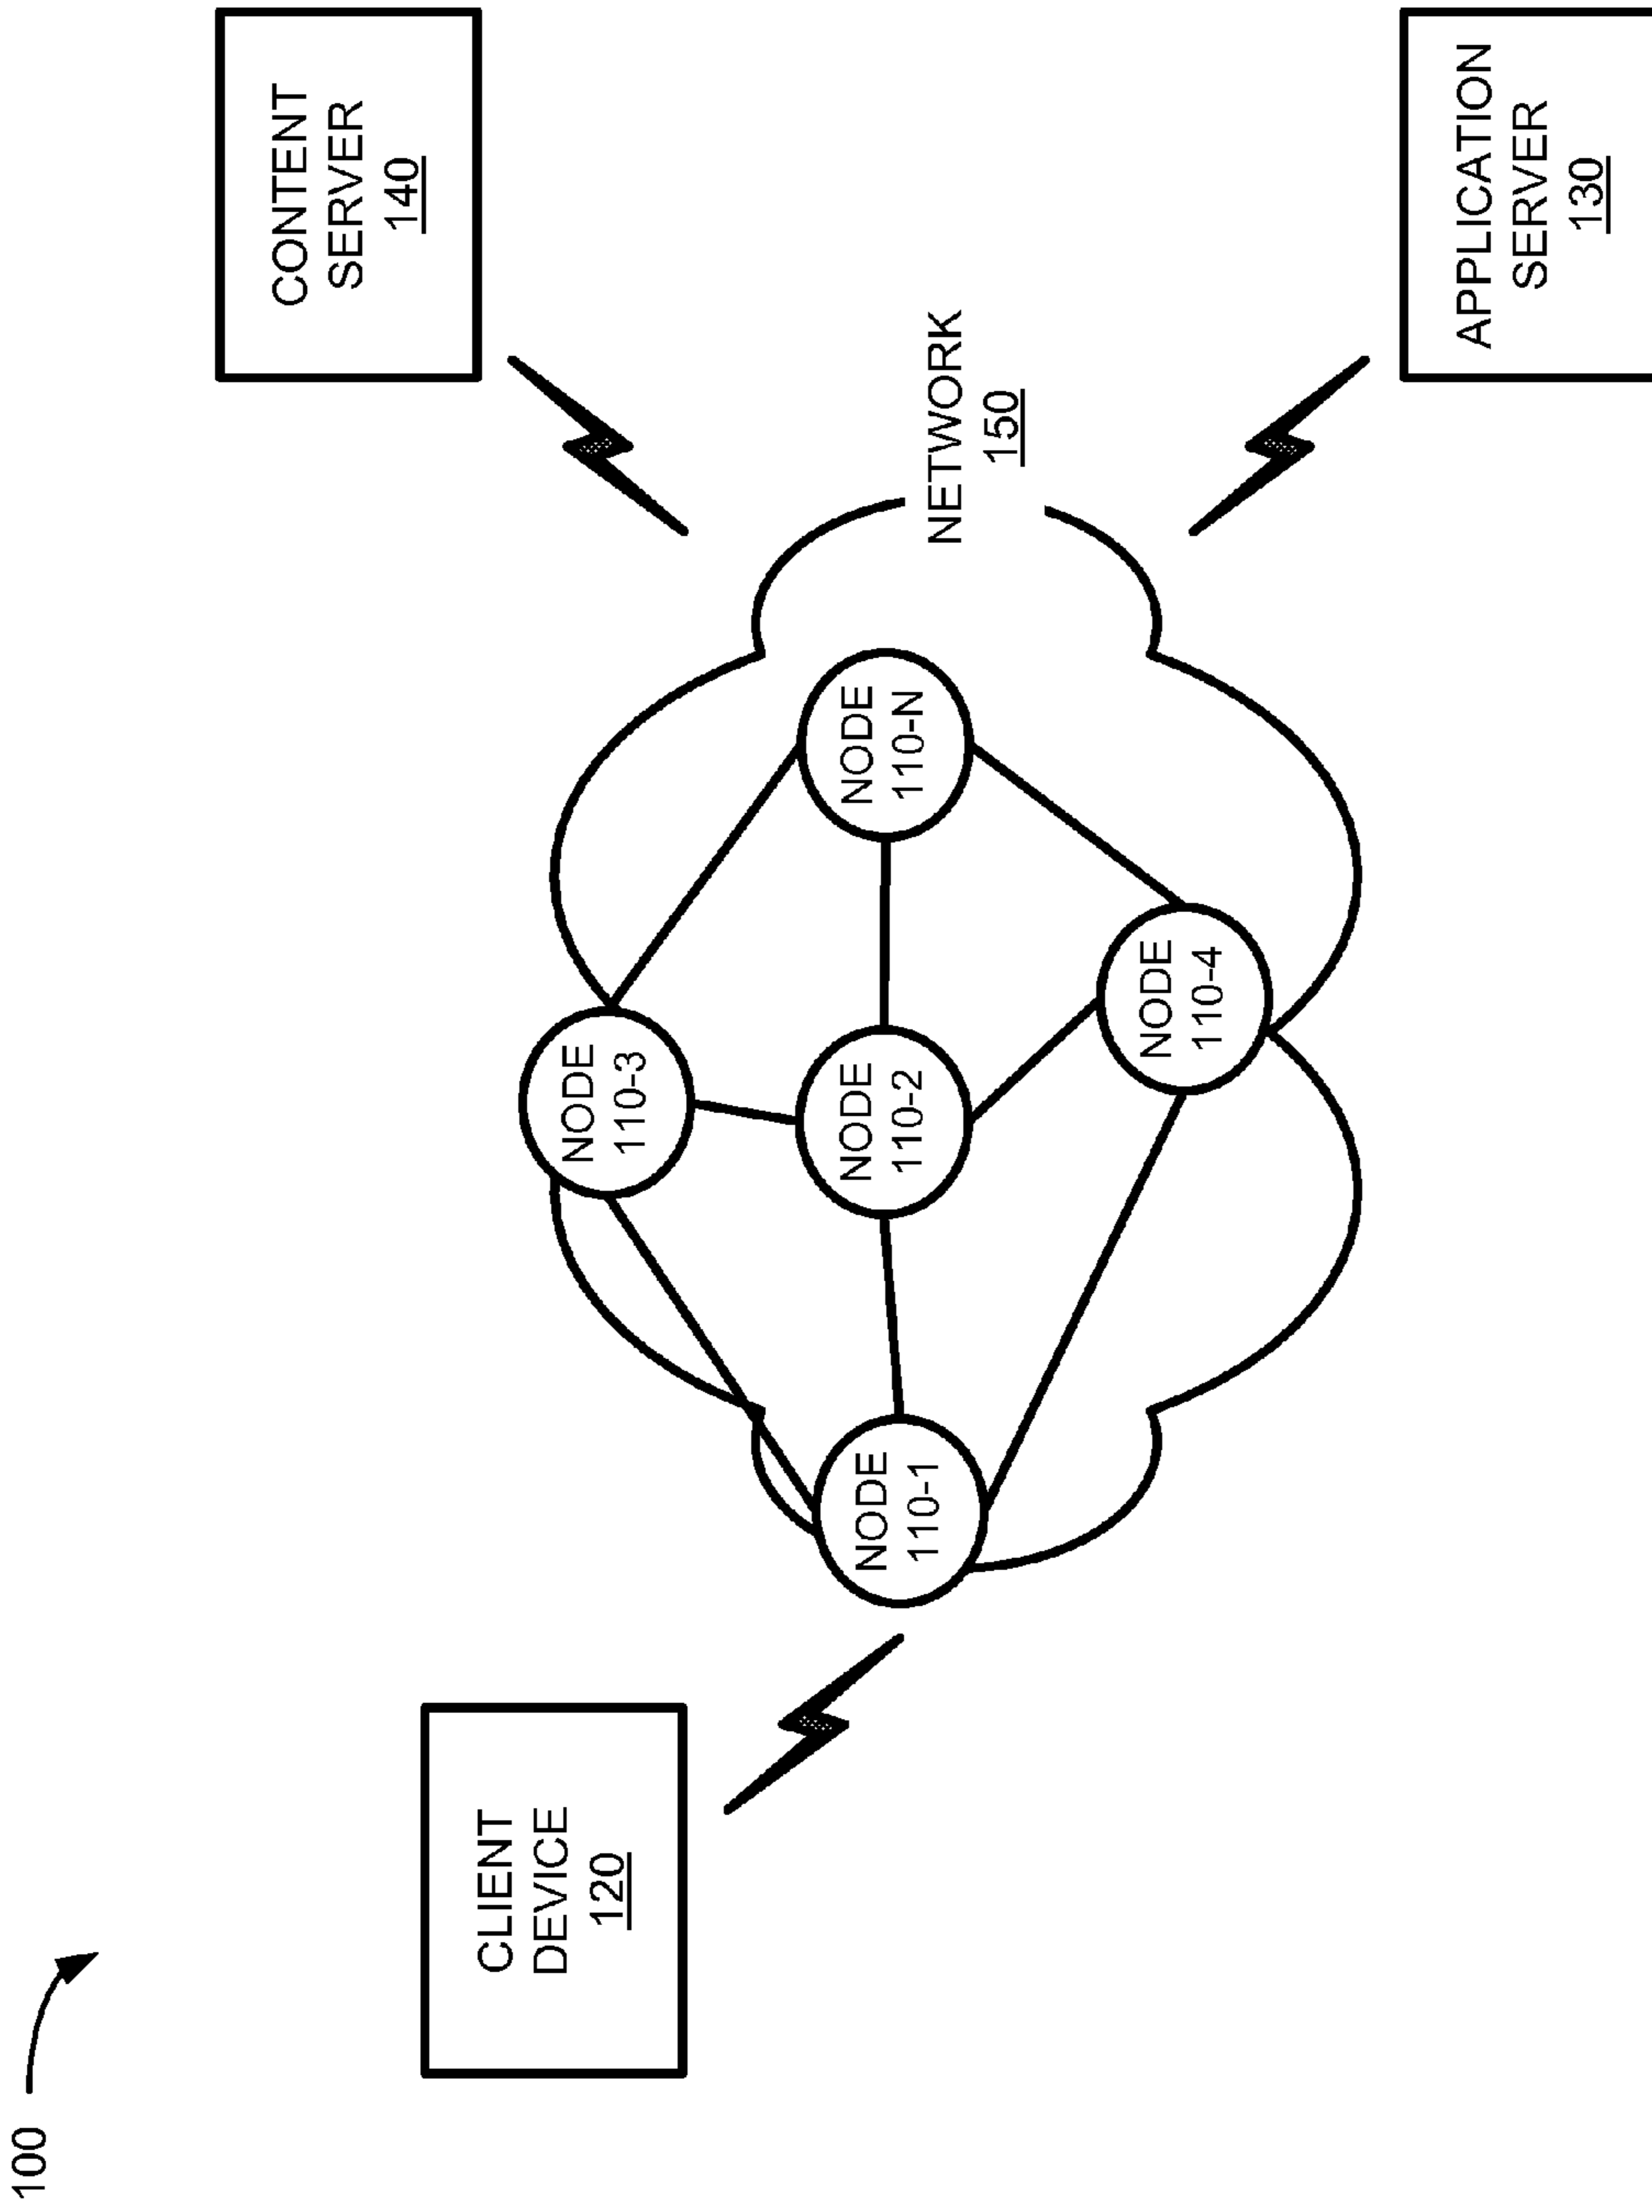 100
CLIENT
DEVICE
120
NODE
110-1
NODE
110-3
NODE
110-2
NODE
110-4
NODE
110-N
NETWORK
150
CONTENT
SERVER
140
APPLICATION
SERVER
130